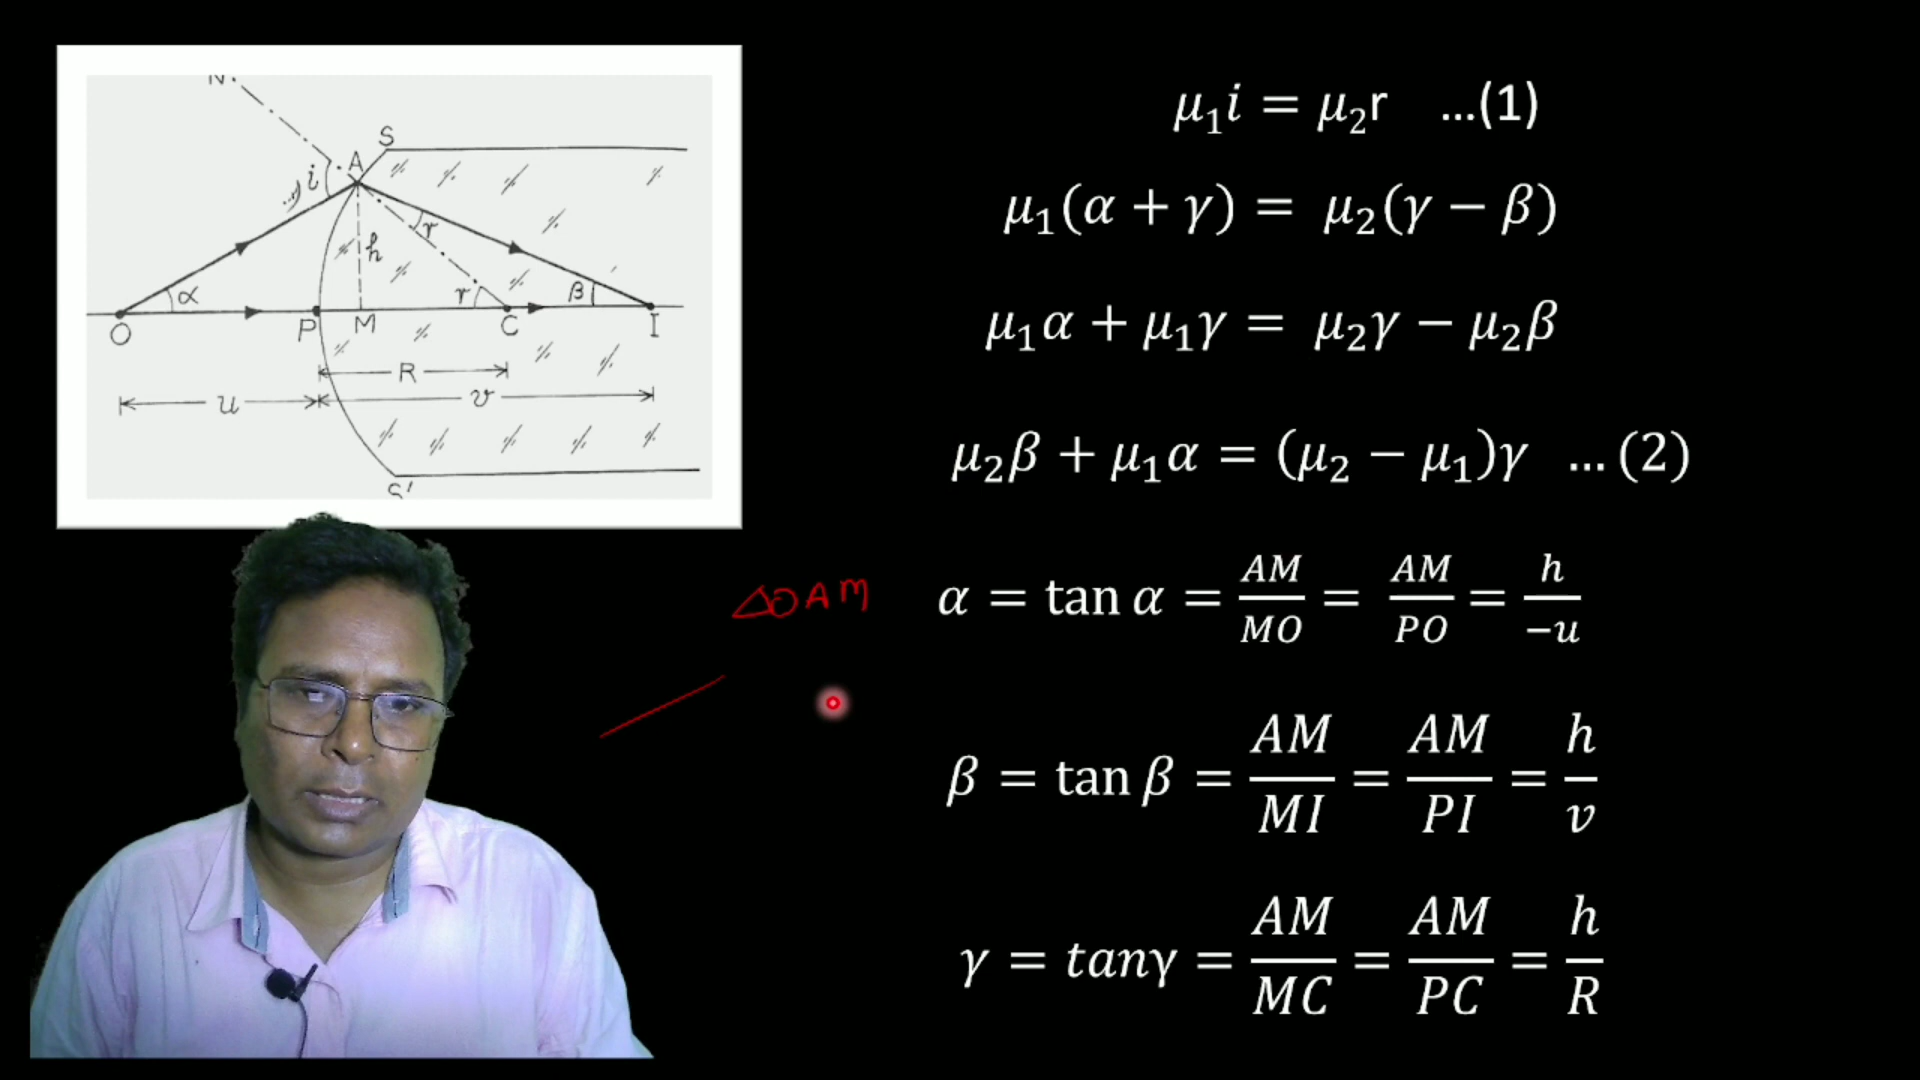 N
S
A
i
r
h
α
r
β
O
P
M
C
I
R
u
v
S'
μ₁i = μ₂r ...(1)
μ₁(α + γ) = μ₂(γ − β)
μ₁α + μ₁γ = μ₂γ − μ₂β
μ₂β + μ₁α = (μ₂ − μ₁)γ ... (2)
ΔOAM
α = tan α = AM/MO = AM/PO = h/−u
β = tan β = AM/MI = AM/PI = h/v
γ = tanγ = AM/MC = AM/PC = h/R